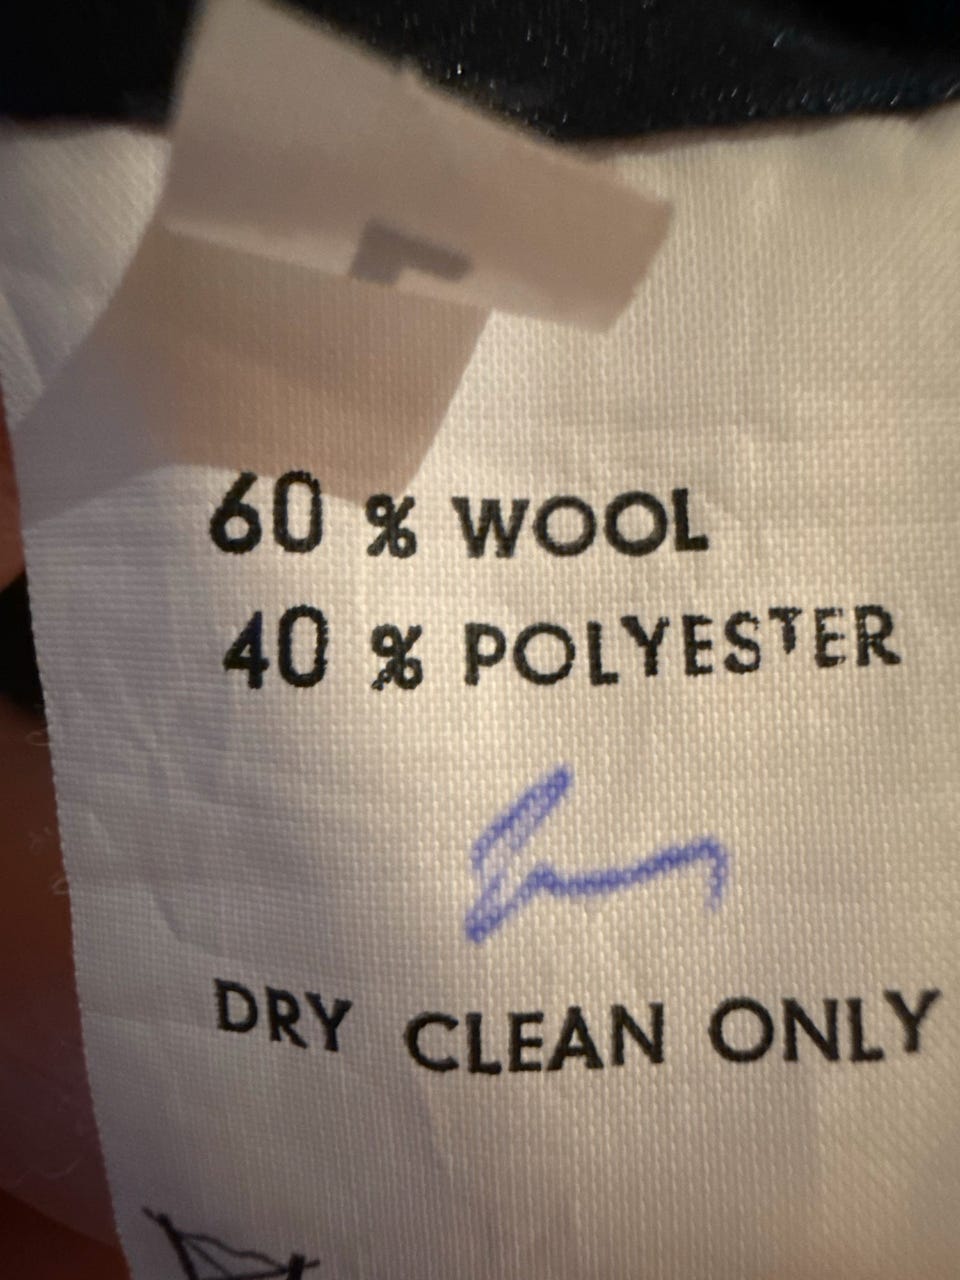 60 % WOOL
40 % POLYESTER
DRY CLEAN ONLY